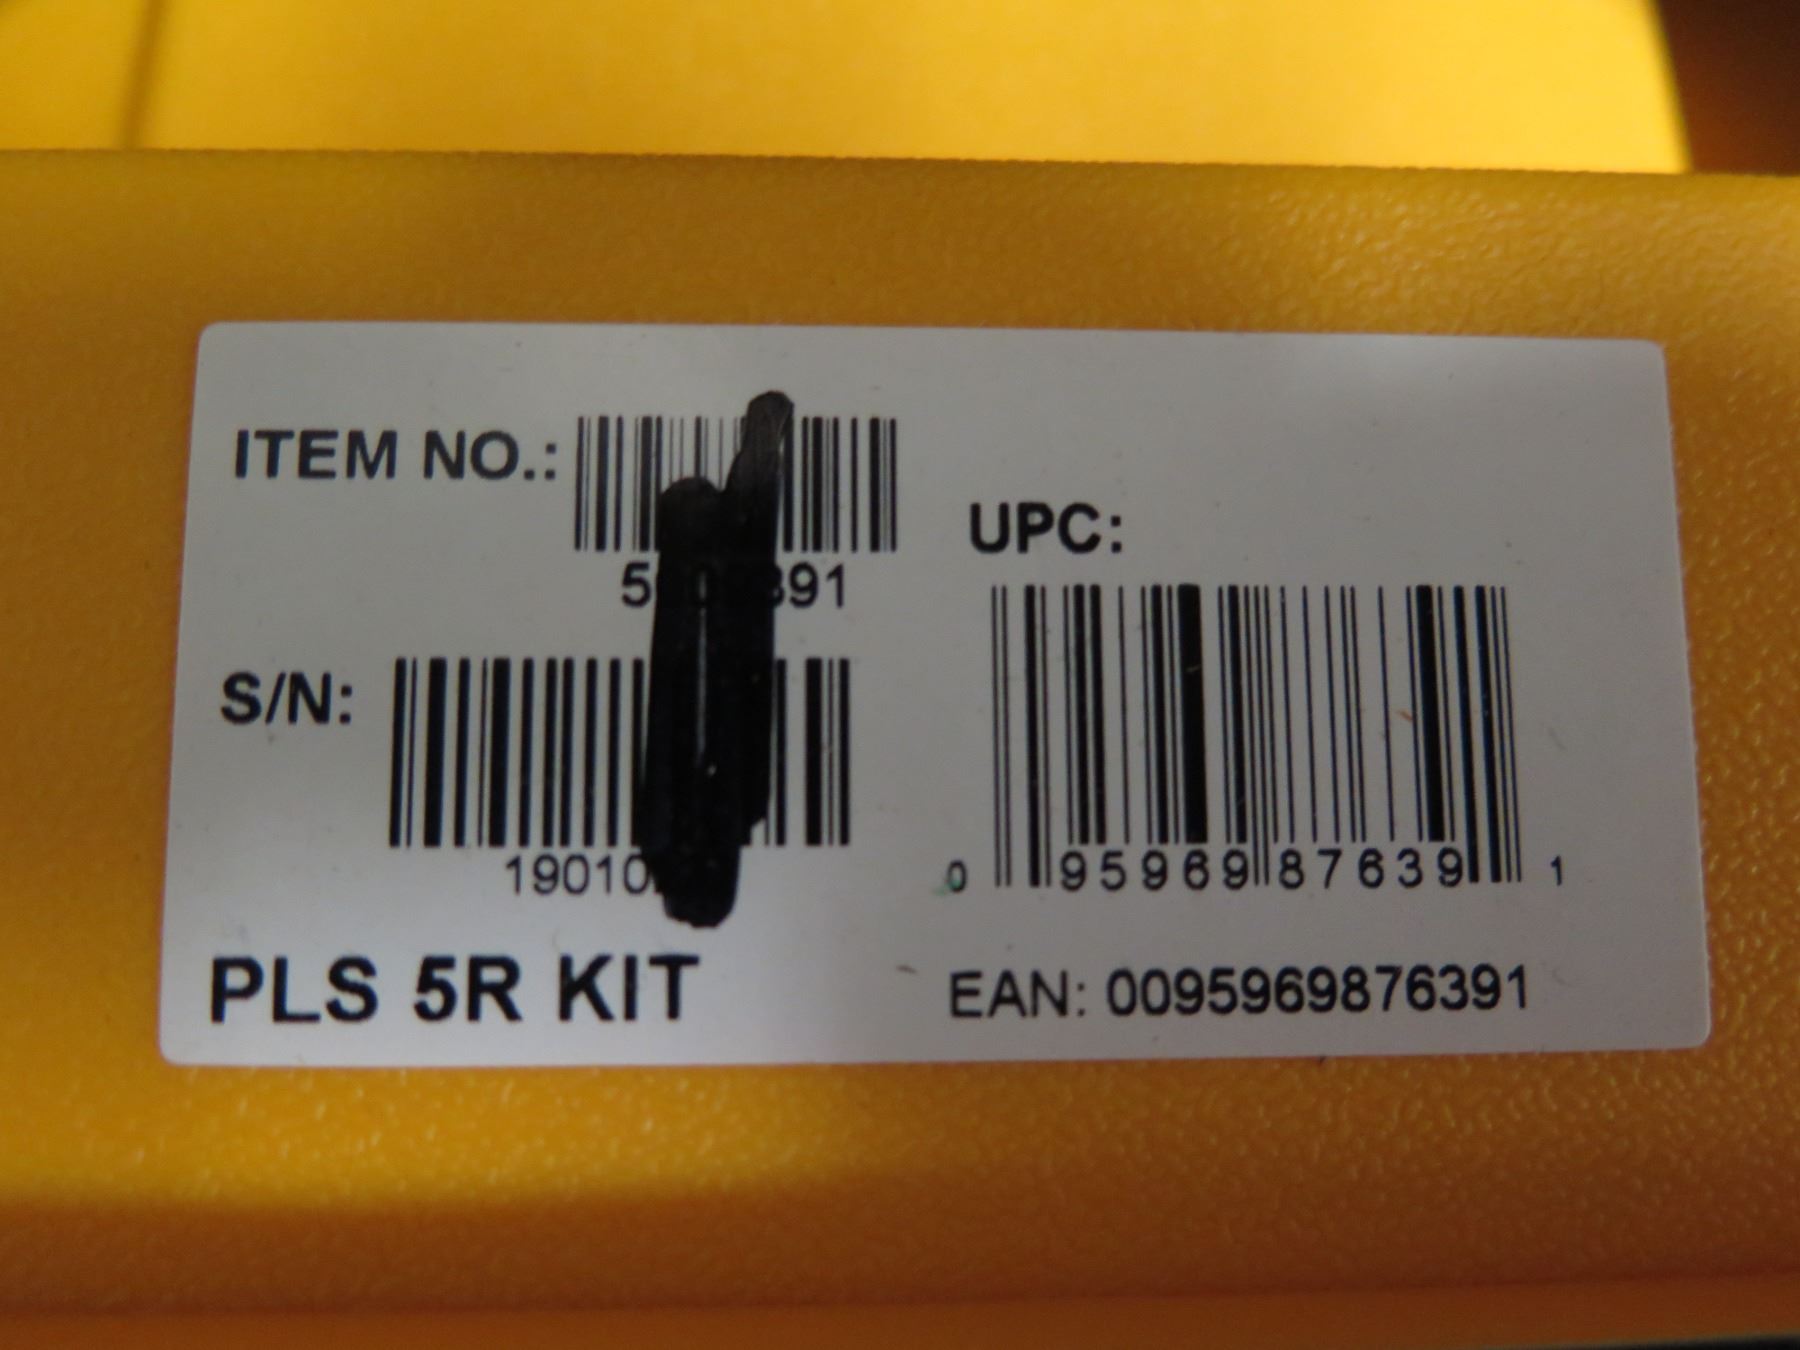 ITEM NO.:
S/N:
PLS 5R KIT
UPC:
0 95969 87639 1
EAN: 0095969876391